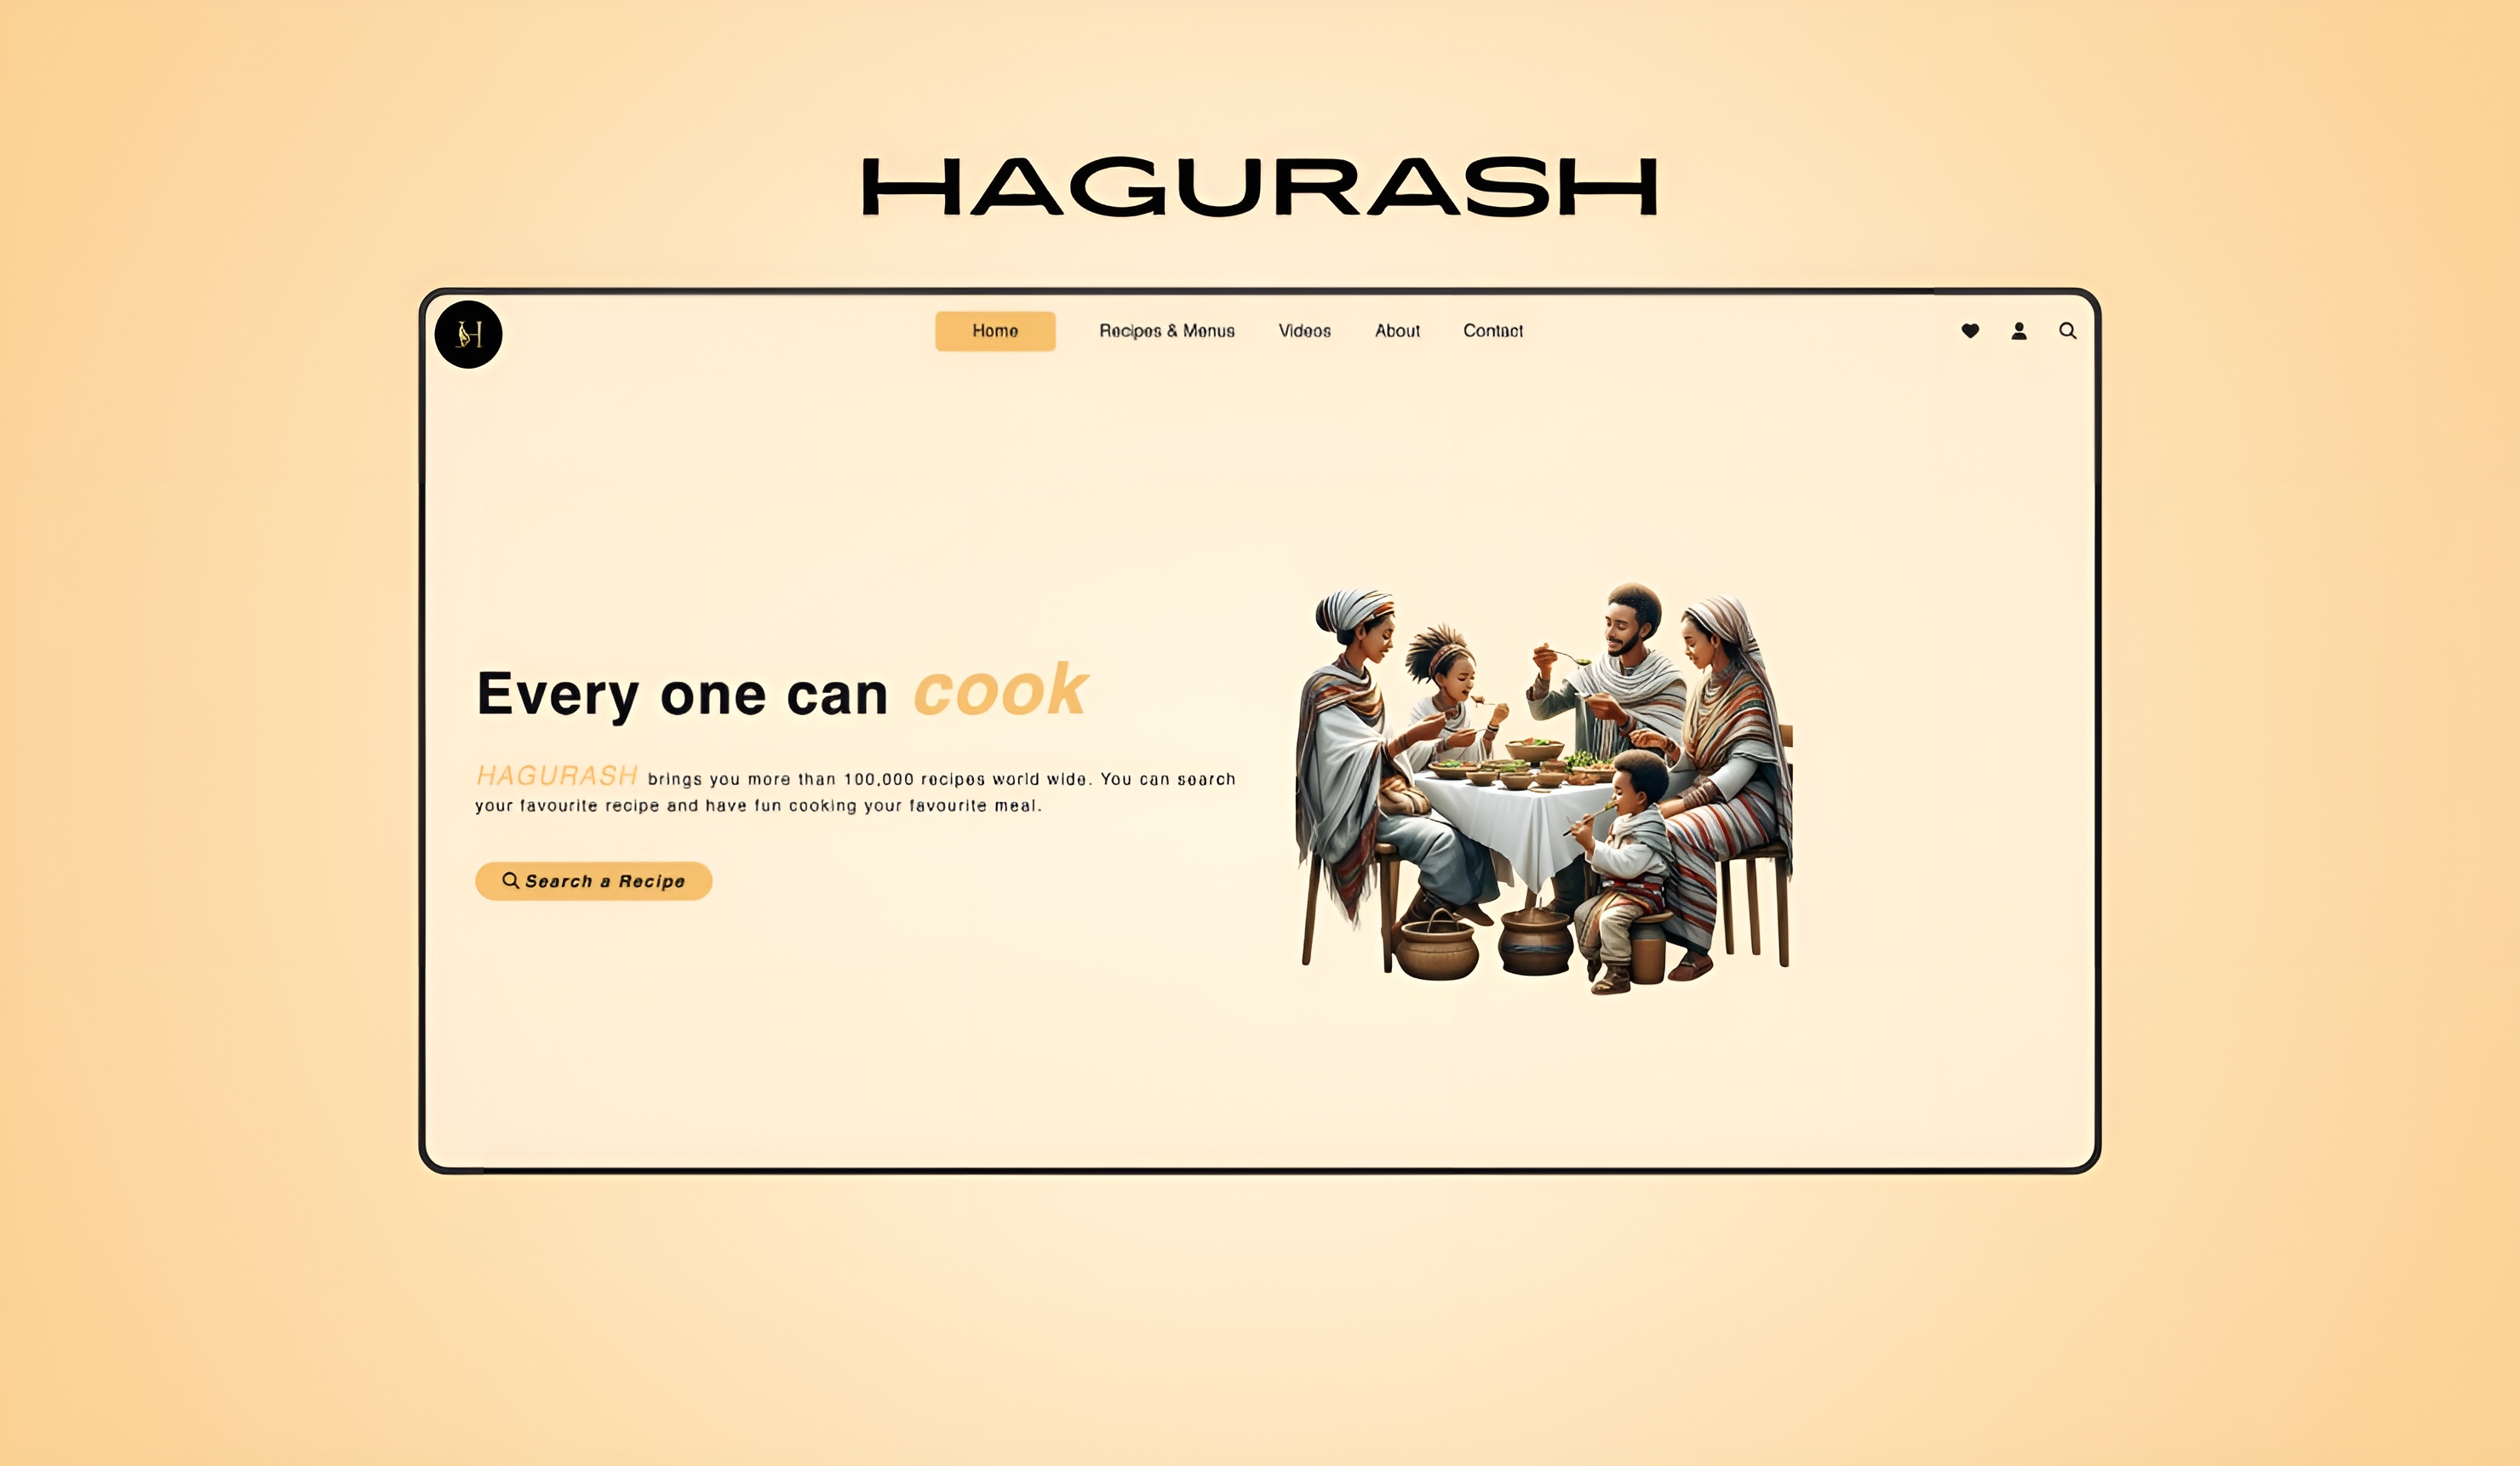 HAGURASH
H
Home Recipes & Menus Videos About Contact
Every one can cook
HAGURASH brings you more than 100,000 recipes world wide. You can search
your favourite recipe and have fun cooking your favourite meal.
Search a Recipe